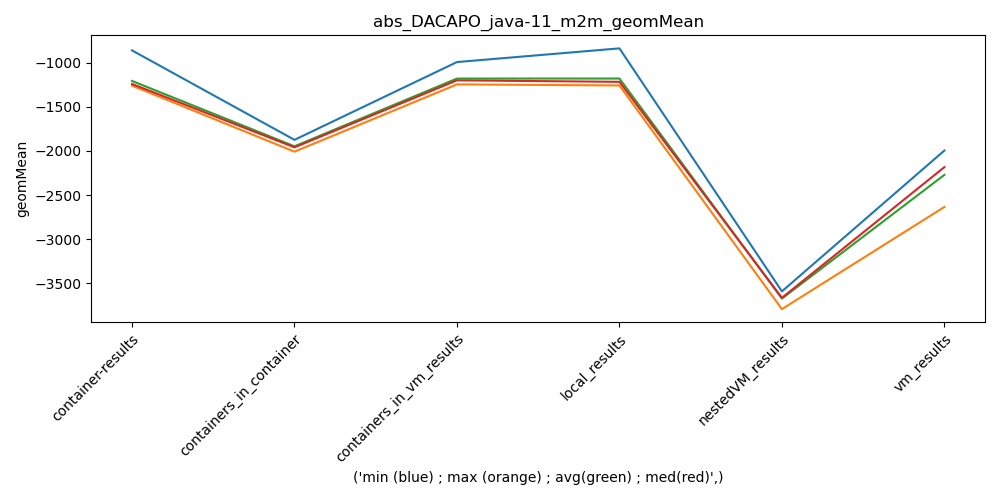 abs_DACAPO_java-11_m2m_geomMean
geomMean
−1000
−1500
−2000
−2500
−3000
−3500
container-results
containers_in_container
containers_in_vm_results
local_results
nestedVM_results
vm_results
('min (blue) ; max (orange) ; avg(green) ; med(red)',)